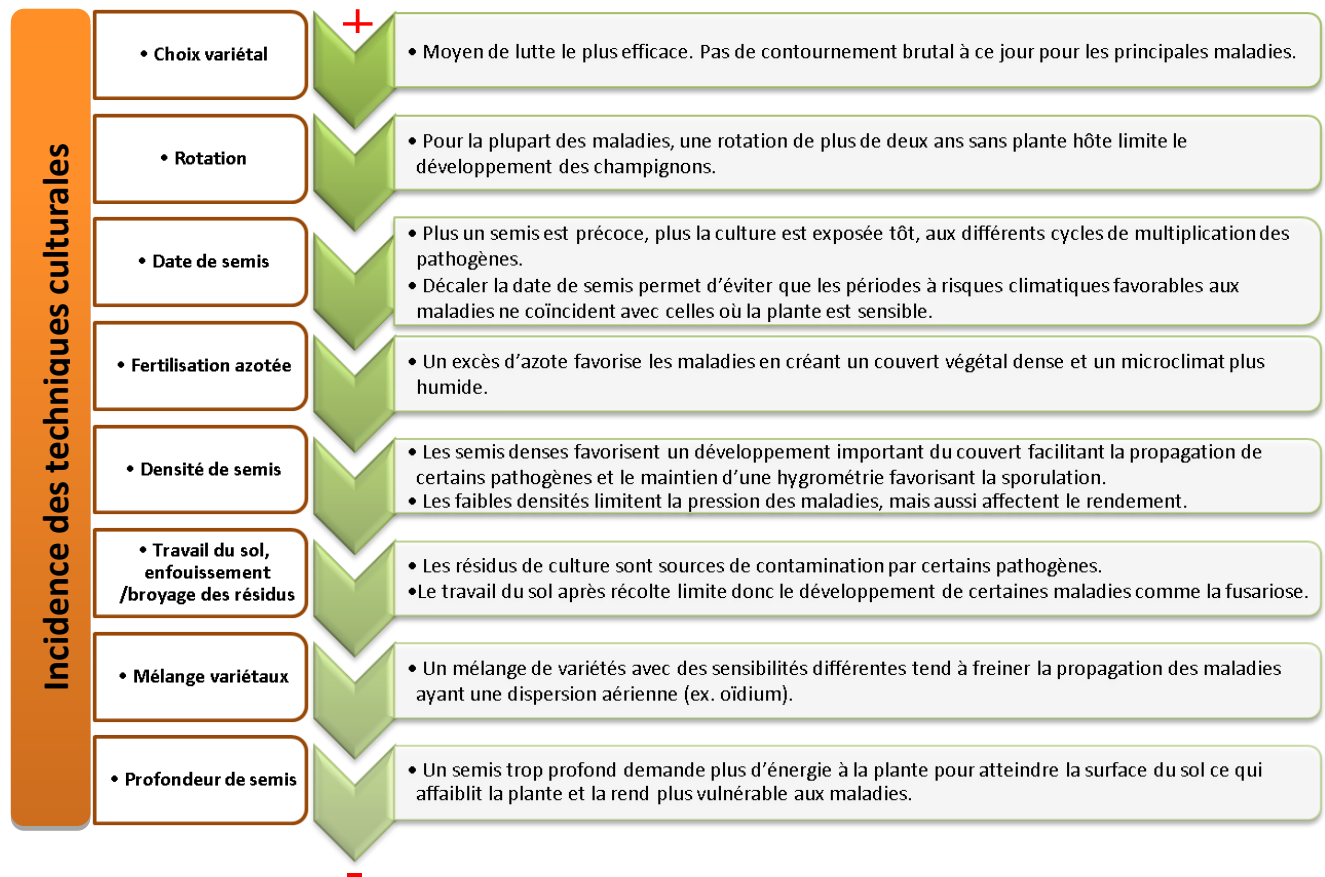 Incidence des techniques culturales
+
• Choix variétal
• Moyen de lutte le plus efficace. Pas de contournement brutal à ce jour pour les principales maladies.
• Rotation
• Pour la plupart des maladies, une rotation de plus de deux ans sans plante hôte limite le
développement des champignons.
• Date de semis
• Plus un semis est précoce, plus la culture est exposée tôt, aux différents cycles de multiplication des
pathogènes.
• Décaler la date de semis permet d'éviter que les périodes à risques climatiques favorables aux
maladies ne coïncident avec celles où la plante est sensible.
• Fertilisation azotée
• Un excès d'azote favorise les maladies en créant un couvert végétal dense et un microclimat plus
humide.
• Densité de semis
• Les semis denses favorisent un développement important du couvert facilitant la propagation de
certains pathogènes et le maintien d'une hygrométrie favorisant la sporulation.
• Les faibles densités limitent la pression des maladies, mais aussi affectent le rendement.
• Travail du sol,
enfouissement
/broyage des résidus
• Les résidus de culture sont sources de contamination par certains pathogènes.
•Le travail du sol après récolte limite donc le développement de certaines maladies comme la fusariose.
• Mélange variétaux
• Un mélange de variétés avec des sensibilités différentes tend à freiner la propagation des maladies
ayant une dispersion aérienne (ex. oïdium).
• Profondeur de semis
• Un semis trop profond demande plus d'énergie à la plante pour atteindre la surface du sol ce qui
affaiblit la plante et la rend plus vulnérable aux maladies.
-